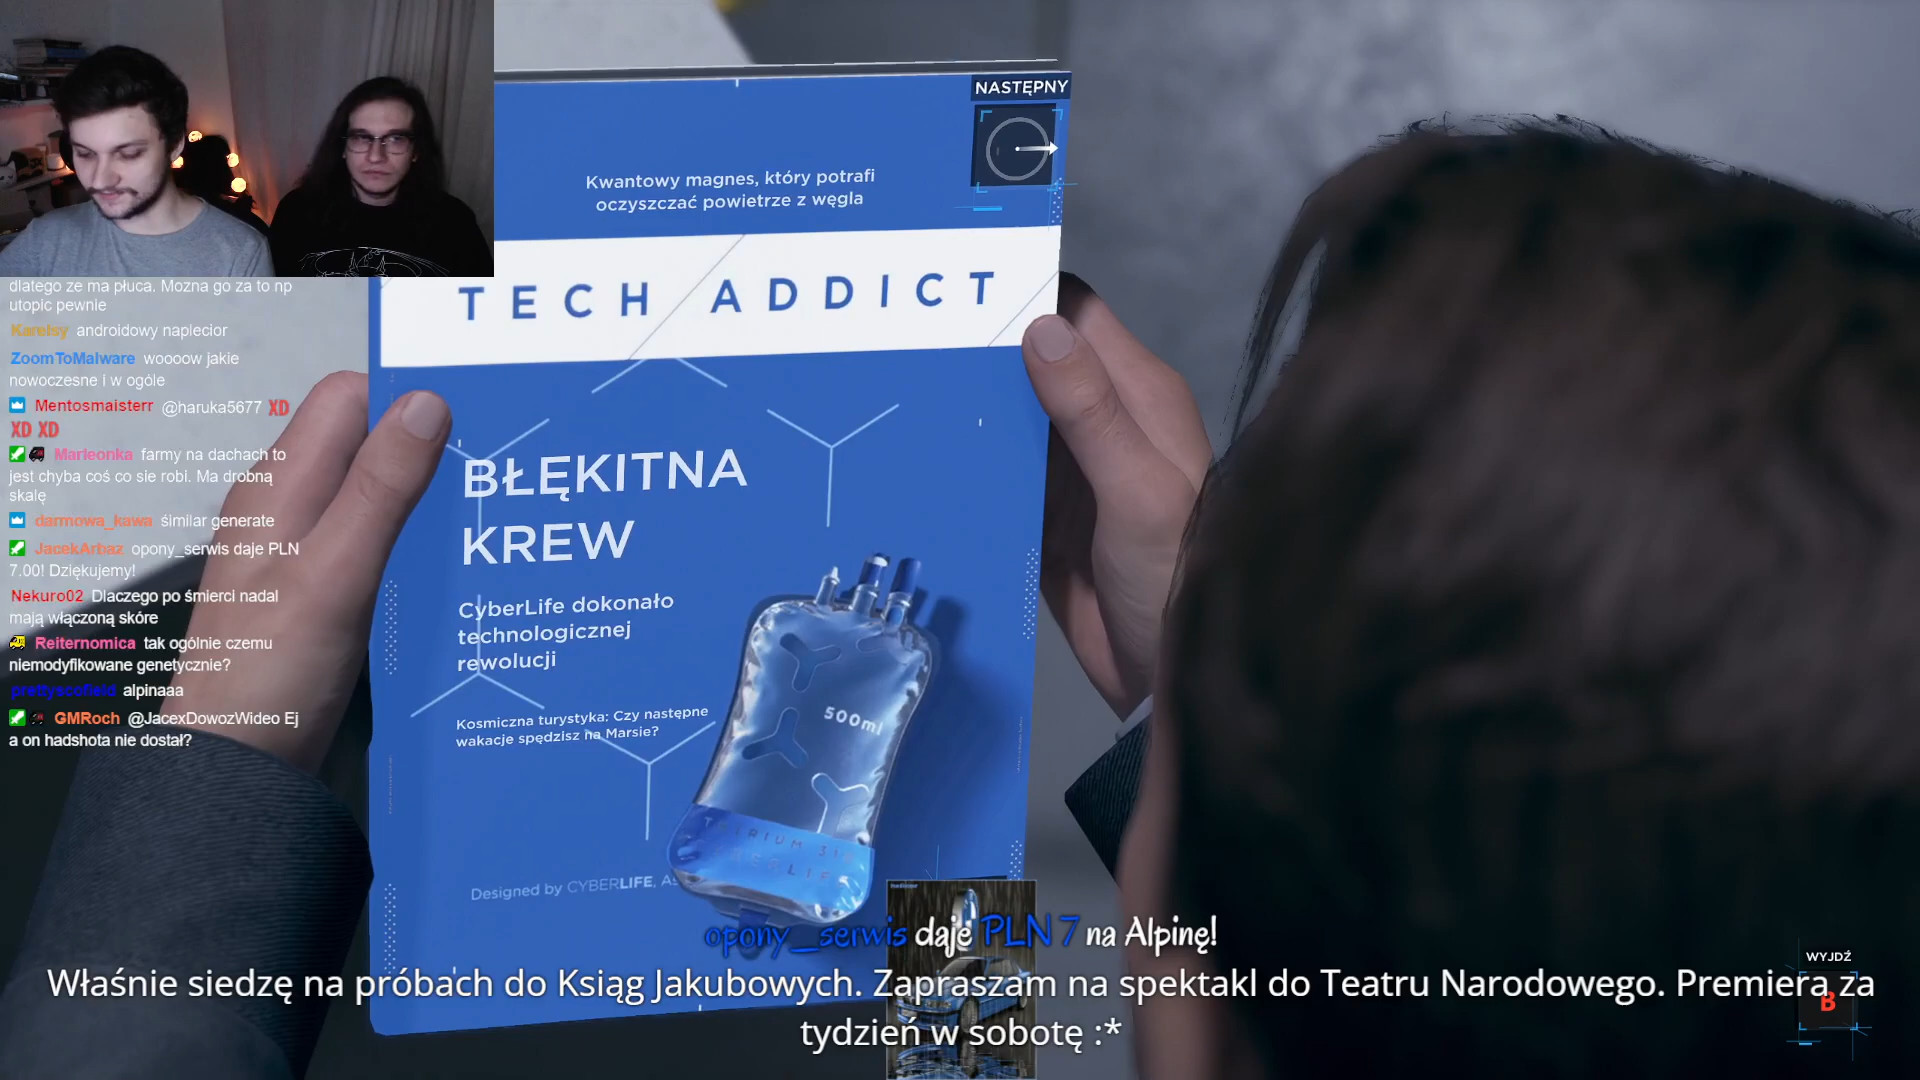 dlatego ze ma płuca. Mozna go za to np
utopic pewnie
Karelsy androidowy naplecior
ZoomToMalware woooow jakie
nowoczesne i w ogóle
Mentosmaisterr @haruka5677 XD
XD XD
Marleonka farmy na dachach to
jest chyba coś co sie robi. Ma drobną
skalę
darmowa_kawa śimilar generate
JacekArbaz opony_serwis daje PLN
7.00! Dziękujemy!
Nekuro02 Dlaczego po śmierci nadal
mają włączoną skóre
Reiternomica tak ogólnie czemu
niemodyfikowane genetycznie?
prettyscofield alpinaaa
GMRoch @JacexDowozWideo Ej
a on hadshota nie dostał?
NASTĘPNY
Kwantowy magnes, który potrafi
oczyszczać powietrze z węgla
TECH ADDICT
BŁĘKITNA
KREW
CyberLife dokonało
technologicznej
rewolucji
Kosmiczna turystyka: Czy następne
wakacje spędzisz na Marsie?
500ml
Designed by CYBERLIFE,
opony_serwis daje PLN 7 na Alpinę!
Właśnie siedzę na próbach do Ksiąg Jakubowych. Zapraszam na spektakl do Teatru Narodowego. Premiera za
tydzień w sobotę :*
WYJDŹ
B